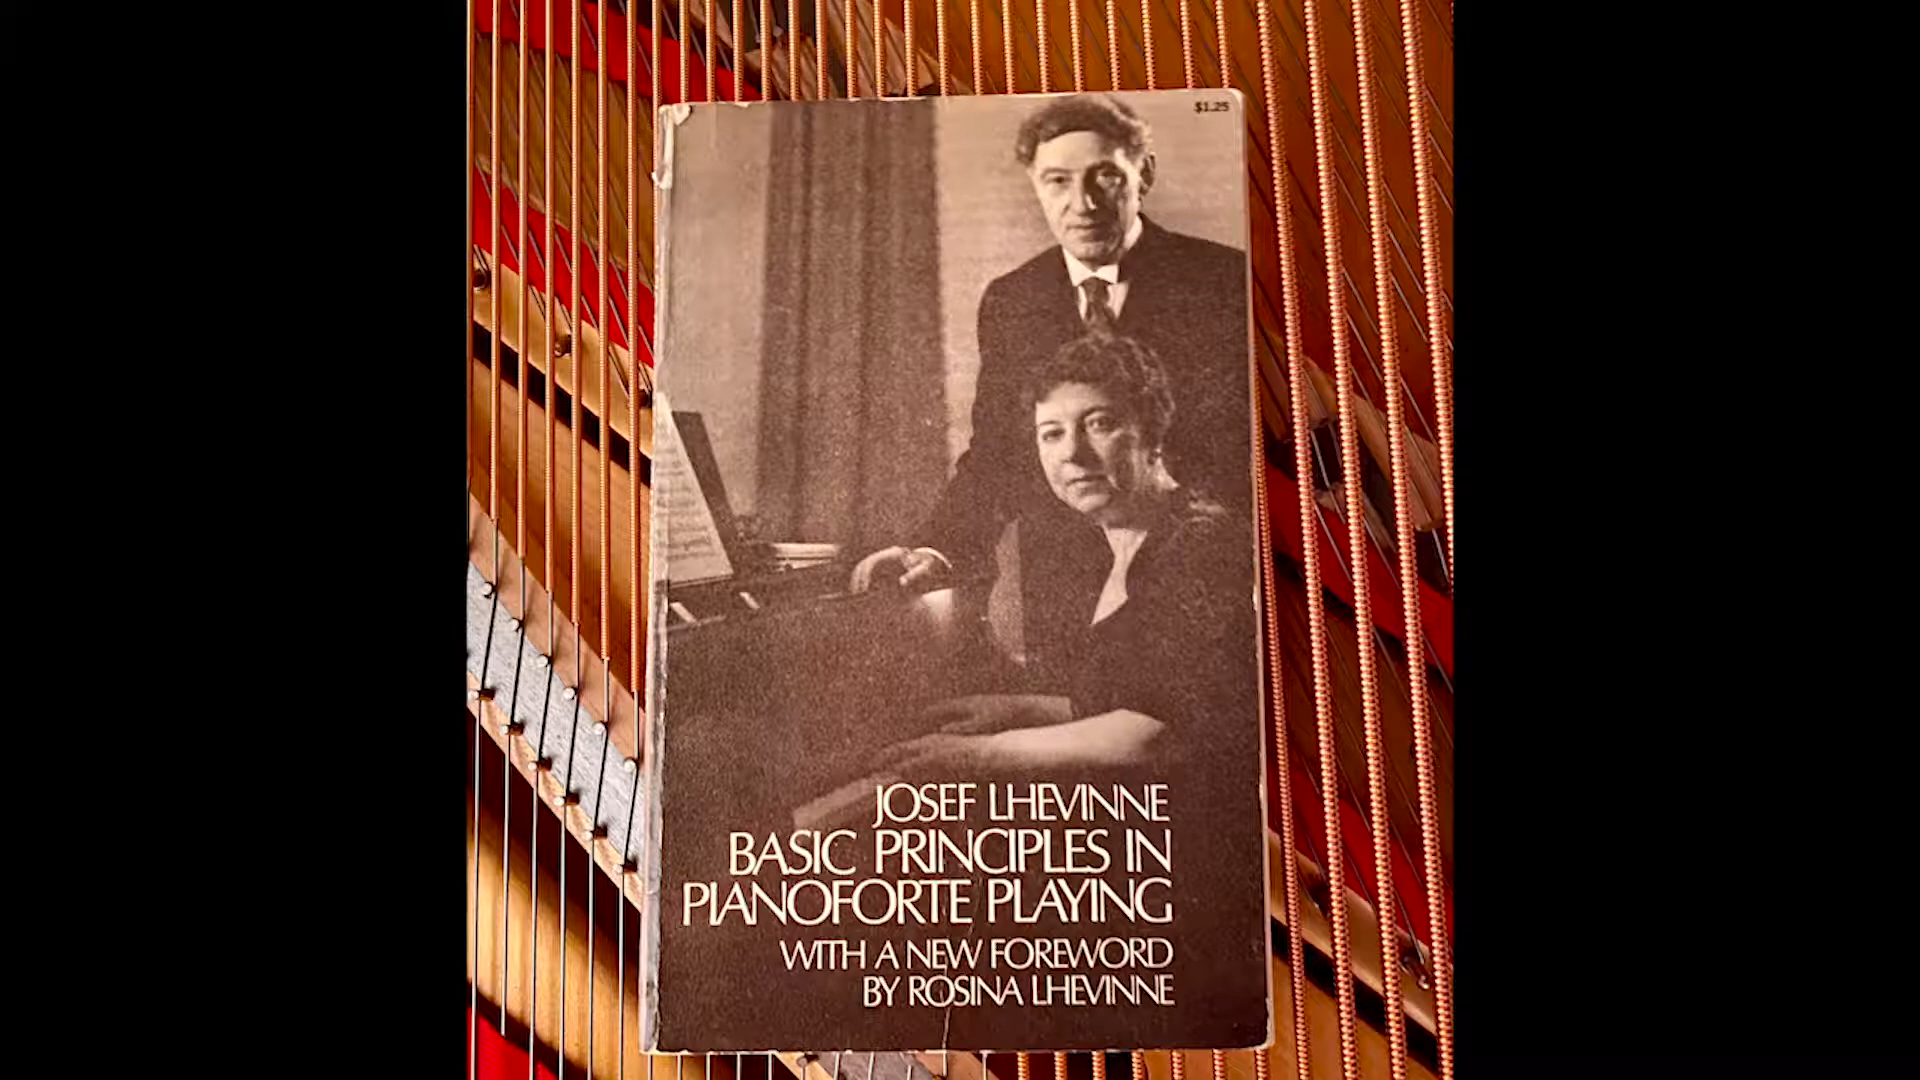 $1.25
JOSEF LHEVINNE
BASIC PRINCIPLES IN
PIANOFORTE PLAYING
WITH A NEW FOREWORD
BY ROSINA LHEVINNE